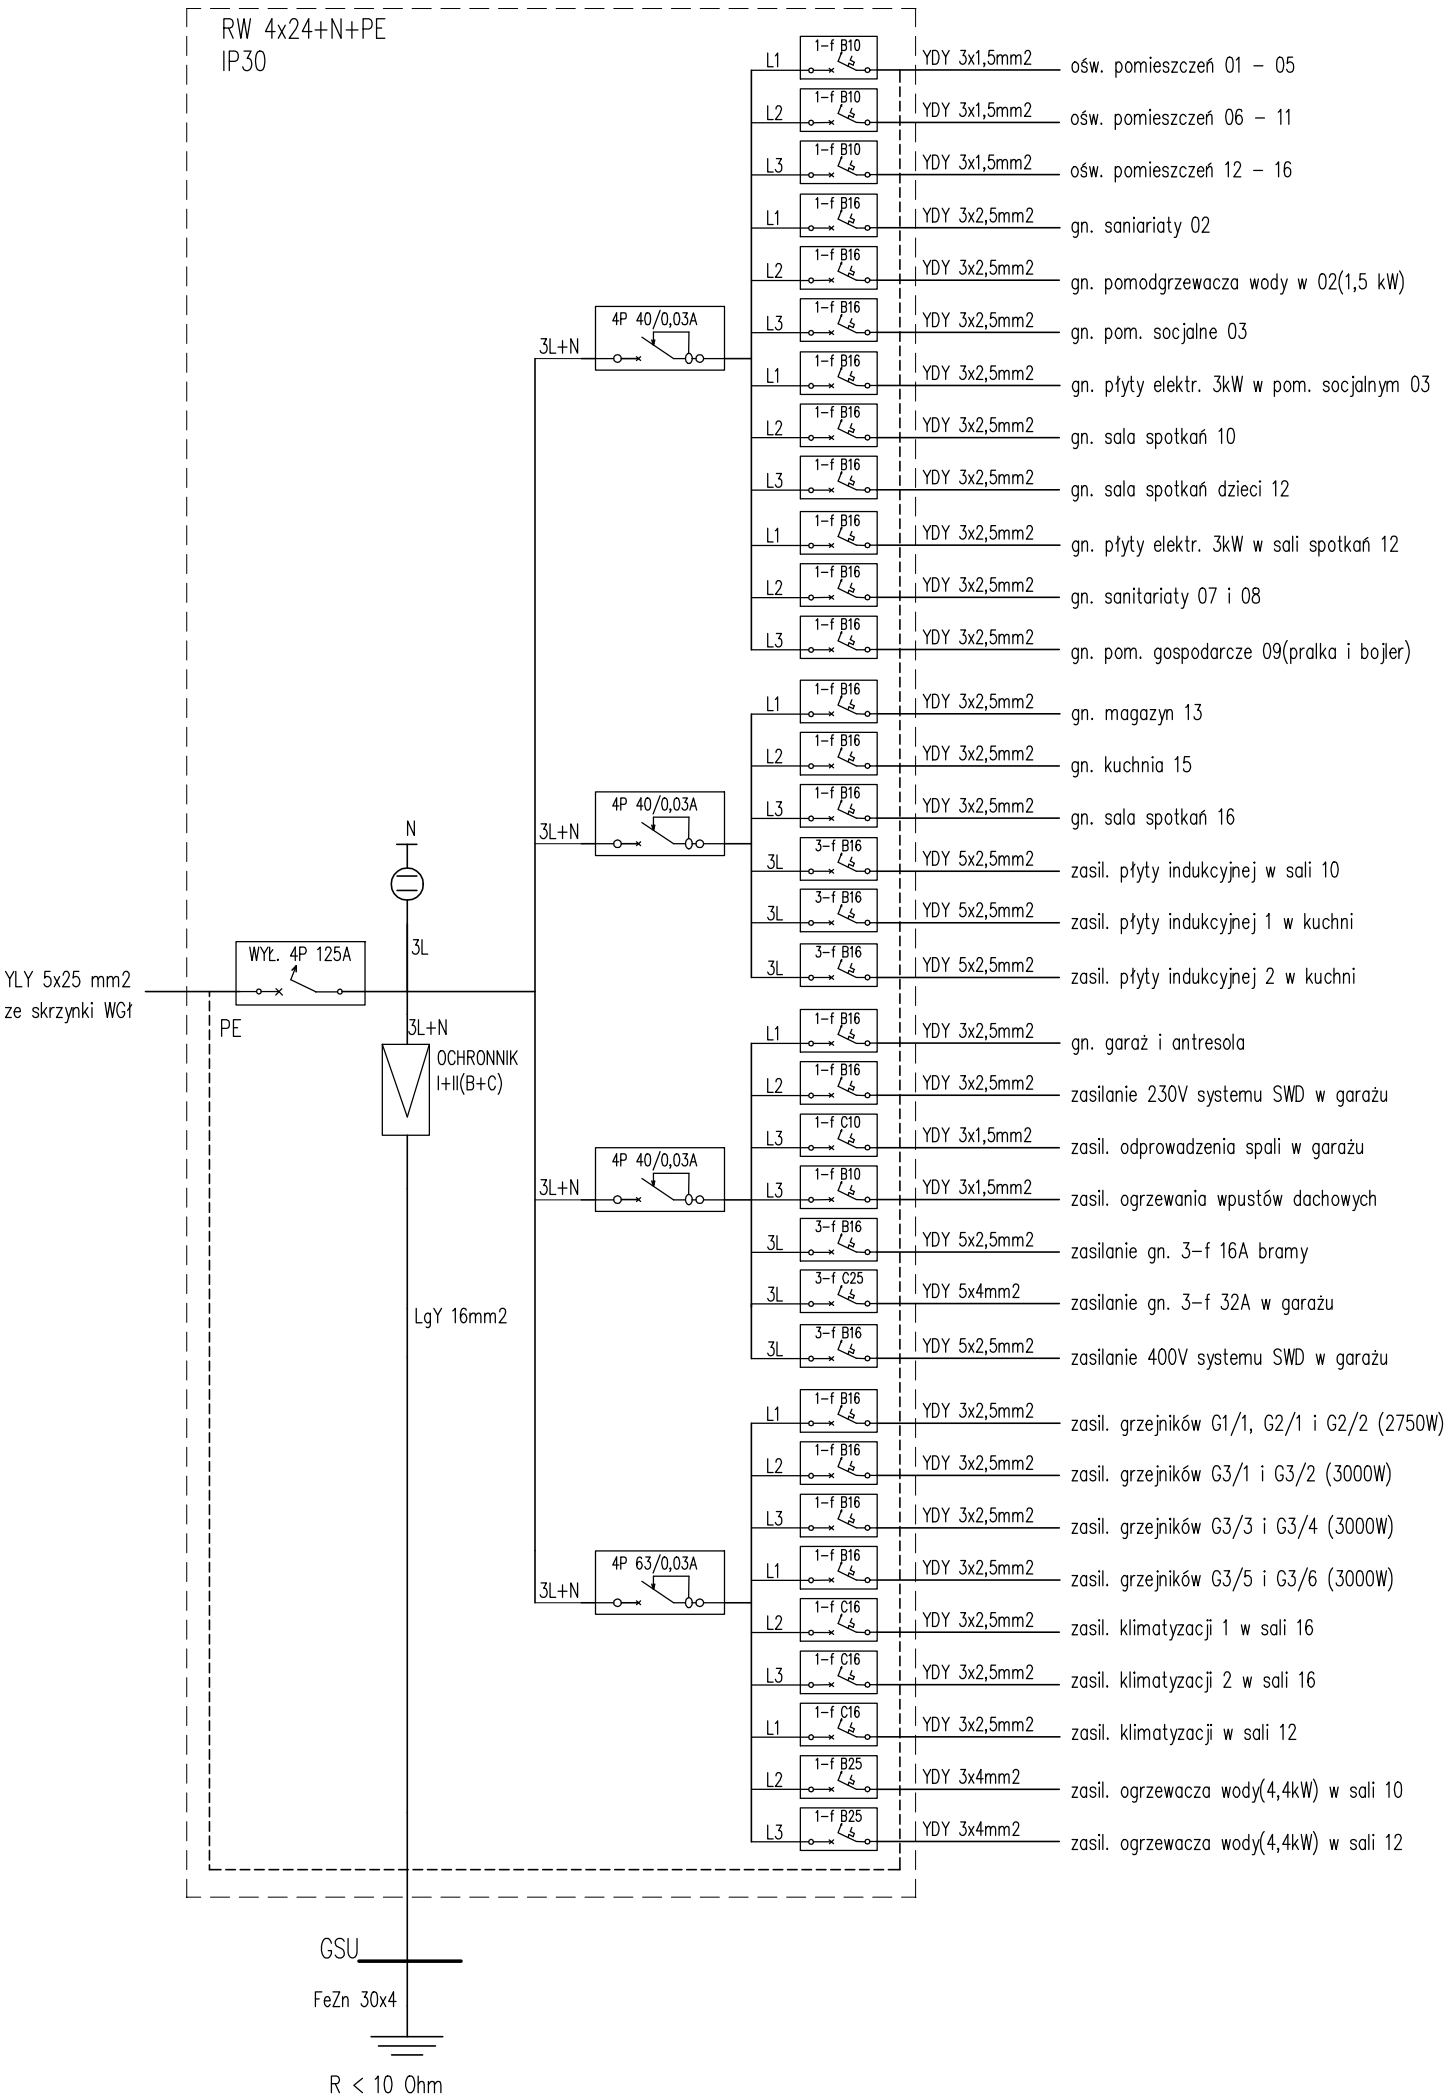 RW 4x24+N+PE
IP30
L1 1-f B10 YDY 3x1,5mm2 ośw. pomieszczeń 01 - 05
L2 1-f B10 YDY 3x1,5mm2 ośw. pomieszczeń 06 - 11
L3 1-f B10 YDY 3x1,5mm2 ośw. pomieszczeń 12 - 16
L1 1-f B16 YDY 3x2,5mm2 gn. saniariaty 02
L2 1-f B16 YDY 3x2,5mm2 gn. pomodgrzewacza wody w 02(1,5 kW)
4P 40/0,03A
3L+N
L3 1-f B16 YDY 3x2,5mm2 gn. pom. socjalne 03
L1 1-f B16 YDY 3x2,5mm2 gn. płyty elektr. 3kW w pom. socjalnym 03
L2 1-f B16 YDY 3x2,5mm2 gn. sala spotkań 10
L3 1-f B16 YDY 3x2,5mm2 gn. sala spotkań dzieci 12
L1 1-f B16 YDY 3x2,5mm2 gn. płyty elektr. 3kW w sali spotkań 12
L2 1-f B16 YDY 3x2,5mm2 gn. sanitariaty 07 i 08
L3 1-f B16 YDY 3x2,5mm2 gn. pom. gospodarcze 09(pralka i bojler)
L1 1-f B16 YDY 3x2,5mm2 gn. magazyn 13
L2 1-f B16 YDY 3x2,5mm2 gn. kuchnia 15
4P 40/0,03A
3L+N
L3 1-f B16 YDY 3x2,5mm2 gn. sala spotkań 16
3L 3-f B16 YDY 5x2,5mm2 zasil. płyty indukcyjnej w sali 10
3L 3-f B16 YDY 5x2,5mm2 zasil. płyty indukcyjnej 1 w kuchni
3L 3-f B16 YDY 5x2,5mm2 zasil. płyty indukcyjnej 2 w kuchni
N
3L
WYŁ. 4P 125A
YLY 5x25 mm2
ze skrzynki WGł
PE
3L+N
OCHRONNIK
I+II(B+C)
L1 1-f B16 YDY 3x2,5mm2 gn. garaż i antresola
L2 1-f B16 YDY 3x2,5mm2 zasilanie 230V systemu SWD w garażu
L3 1-f C10 YDY 3x1,5mm2 zasil. odprowadzenia spali w garażu
4P 40/0,03A
3L+N
L3 1-f B10 YDY 3x1,5mm2 zasil. ogrzewania wpustów dachowych
3L 3-f B16 YDY 5x2,5mm2 zasilanie gn. 3-f 16A bramy
3L 3-f C25 YDY 5x4mm2 zasilanie gn. 3-f 32A w garażu
LgY 16mm2
3L 3-f B16 YDY 5x2,5mm2 zasilanie 400V systemu SWD w garażu
L1 1-f B16 YDY 3x2,5mm2 zasil. grzejników G1/1, G2/1 i G2/2 (2750W)
L2 1-f B16 YDY 3x2,5mm2 zasil. grzejników G3/1 i G3/2 (3000W)
L3 1-f B16 YDY 3x2,5mm2 zasil. grzejników G3/3 i G3/4 (3000W)
4P 63/0,03A
3L+N
L1 1-f B16 YDY 3x2,5mm2 zasil. grzejników G3/5 i G3/6 (3000W)
L2 1-f C16 YDY 3x2,5mm2 zasil. klimatyzacji 1 w sali 16
L3 1-f C16 YDY 3x2,5mm2 zasil. klimatyzacji 2 w sali 16
L1 1-f C16 YDY 3x2,5mm2 zasil. klimatyzacji w sali 12
L2 1-f B25 YDY 3x4mm2 zasil. ogrzewacza wody(4,4kW) w sali 10
L3 1-f B25 YDY 3x4mm2 zasil. ogrzewacza wody(4,4kW) w sali 12
GSU
FeZn 30x4
R < 10 Ohm